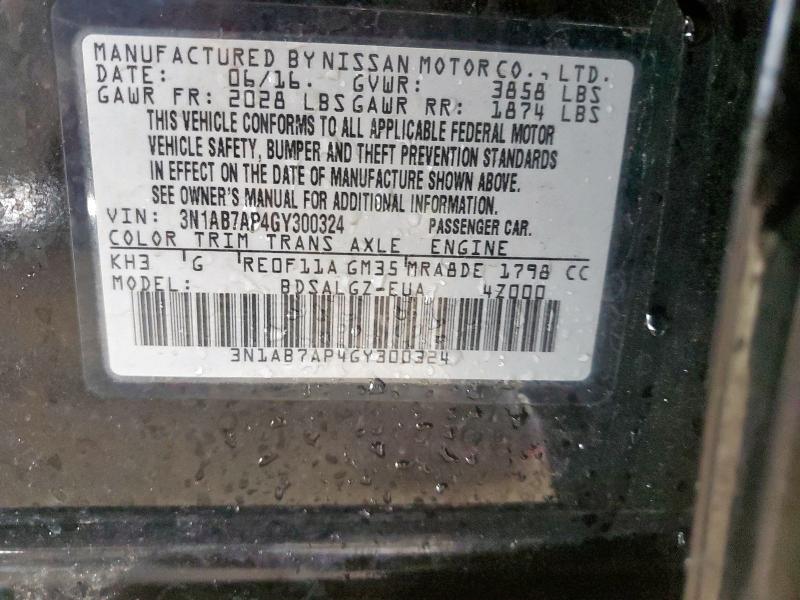 MANUFACTURED BY NISSAN MOTOR CO., LTD.
DATE: 06/16. GVWR: 3858 LBS
GAWR FR: 2028 LBS GAWR RR: 1874 LBS
THIS VEHICLE CONFORMS TO ALL APPLICABLE FEDERAL MOTOR
VEHICLE SAFETY, BUMPER AND THEFT PREVENTION STANDARDS
IN EFFECT ON THE DATE OF MANUFACTURE SHOWN ABOVE.
SEE OWNER'S MANUAL FOR ADDITIONAL INFORMATION.
VIN: 3N1AB7AP4GY300324 PASSENGER CAR.
COLOR TRIM TRANS AXLE ENGINE
KH3 G RE0F11A GM35 MRA8DE 1798 CC
MODEL: BDSALGZ-EUA 4Z000
3N1AB7AP4GY300324